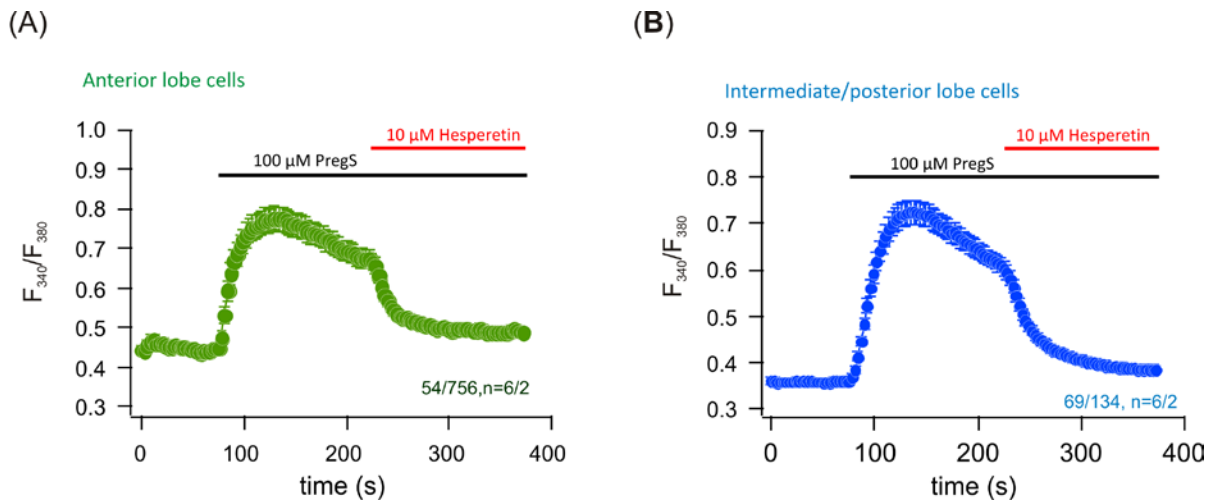 (A)
Anterior lobe cells
10 µM Hesperetin
100 µM PregS
1.0
0.9
0.8
0.7
0.6
0.5
0.4
0.3
F340/F380
54/756,n=6/2
0
100
200
300
400
time (s)
(B)
Intermediate/posterior lobe cells
10 µM Hesperetin
100 µM PregS
0.9
0.8
0.7
0.6
0.5
0.4
0.3
F340/F380
69/134, n=6/2
0
100
200
300
400
time (s)